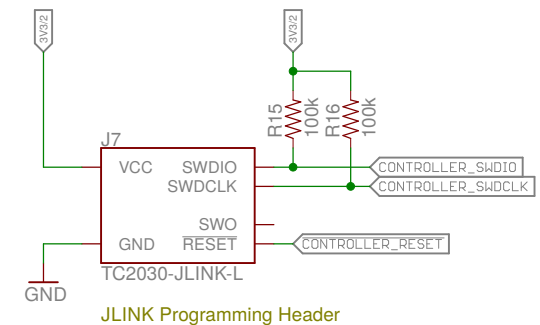 3V3/2
3V3/2
R15
100k
R16
100k
J7
VCC
SWDIO
CONTROLLER_SWDIO
SWDCLK
CONTROLLER_SWDCLK
SWO
GND
RESET
CONTROLLER_RESET
TC2030-JLINK-L
GND
JLINK Programming Header